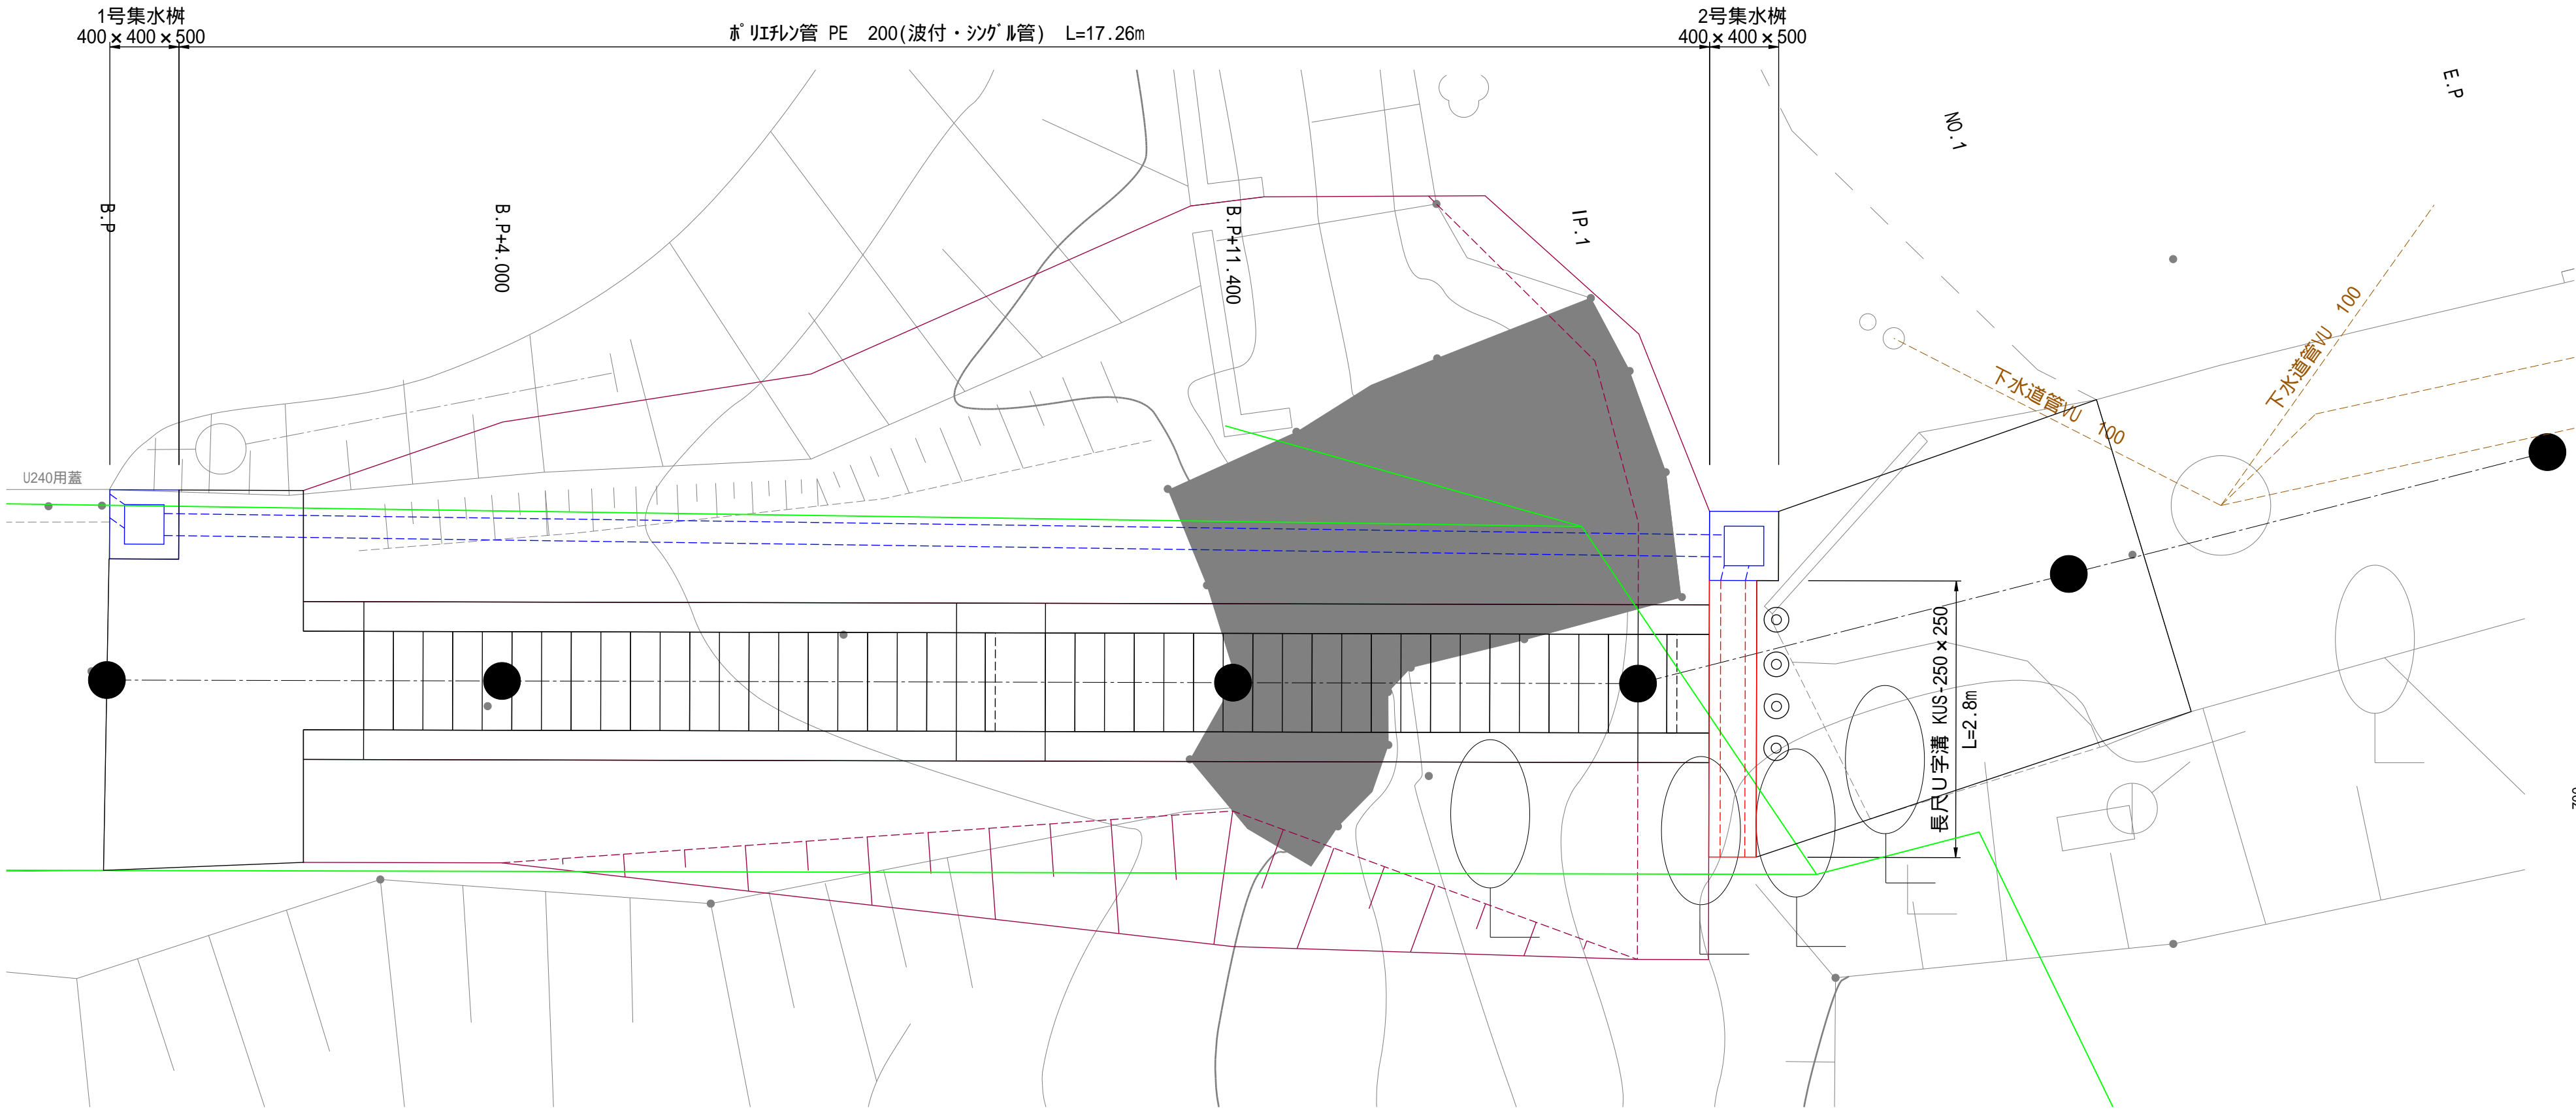 1号集水桝
400×400×500
ﾎﾟﾘｴﾁﾚﾝ管 PE　200(波付・ｼﾝｸﾞﾙ管)　L=17.26m
2号集水桝
400×400×500
E.P
NO.1
B.P
B.P+4.000
B.P+11.400
IP.1
下水道管VU　100
下水道管VU　100
U240用蓋
長尺U字溝 KUS-250×250
L=2.8m